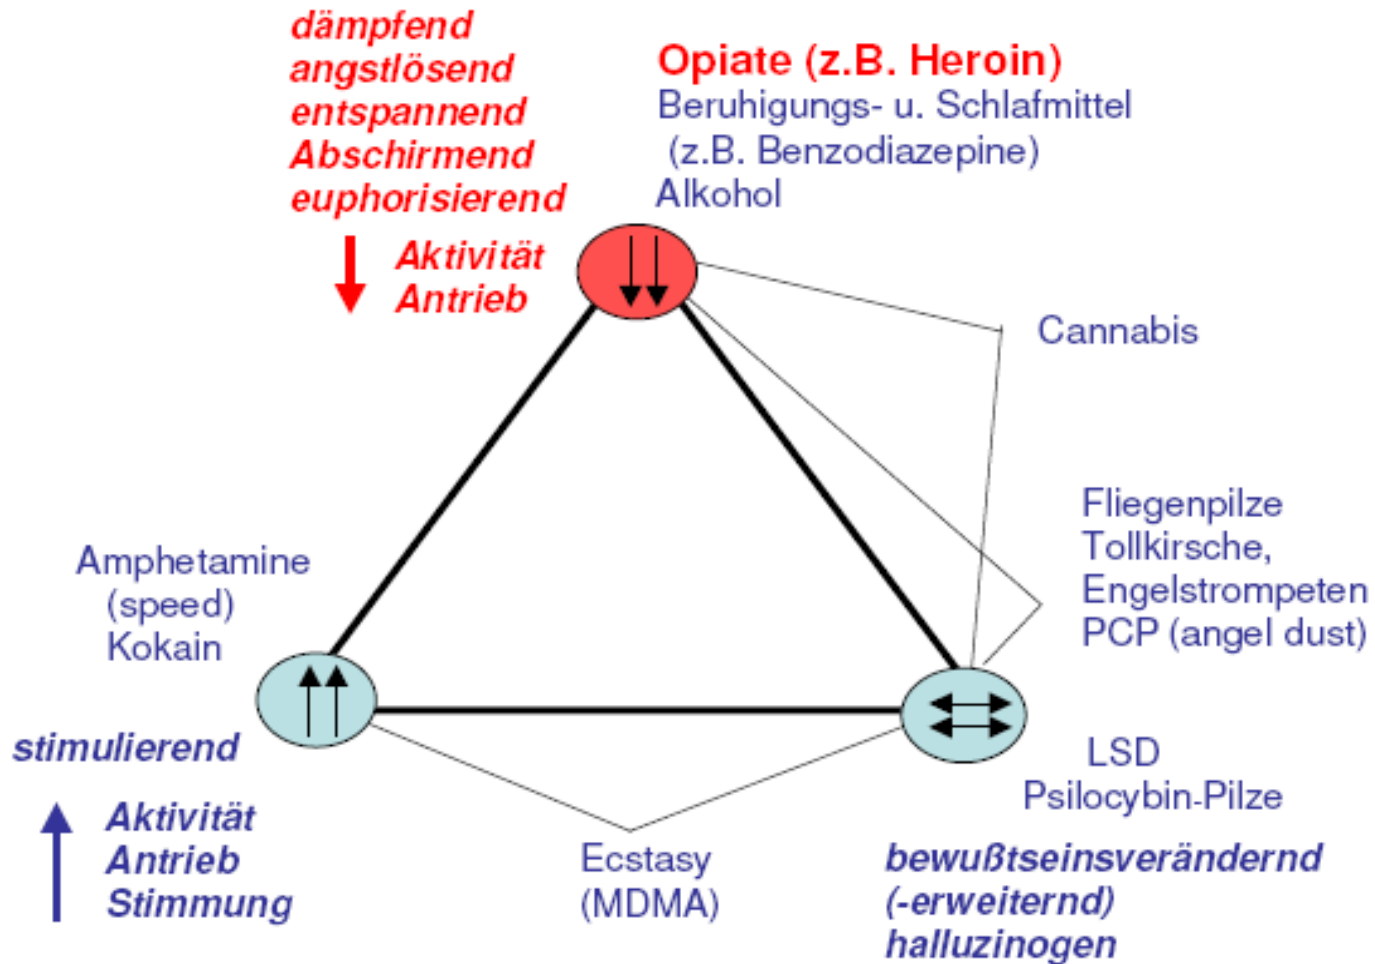 dämpfend
angstlösend
entspannend
Abschirmend
euphorisierend
Aktivität
Antrieb
Opiate (z.B. Heroin)
Beruhigungs- u. Schlafmittel
(z.B. Benzodiazepine)
Alkohol
Cannabis
Fliegenpilze
Tollkirsche,
Engelstrompeten
PCP (angel dust)
Amphetamine
(speed)
Kokain
stimulierend
Aktivität
Antrieb
Stimmung
Ecstasy
(MDMA)
LSD
Psilocybin-Pilze
bewußtseinsverändernd
(-erweiternd)
halluzinogen